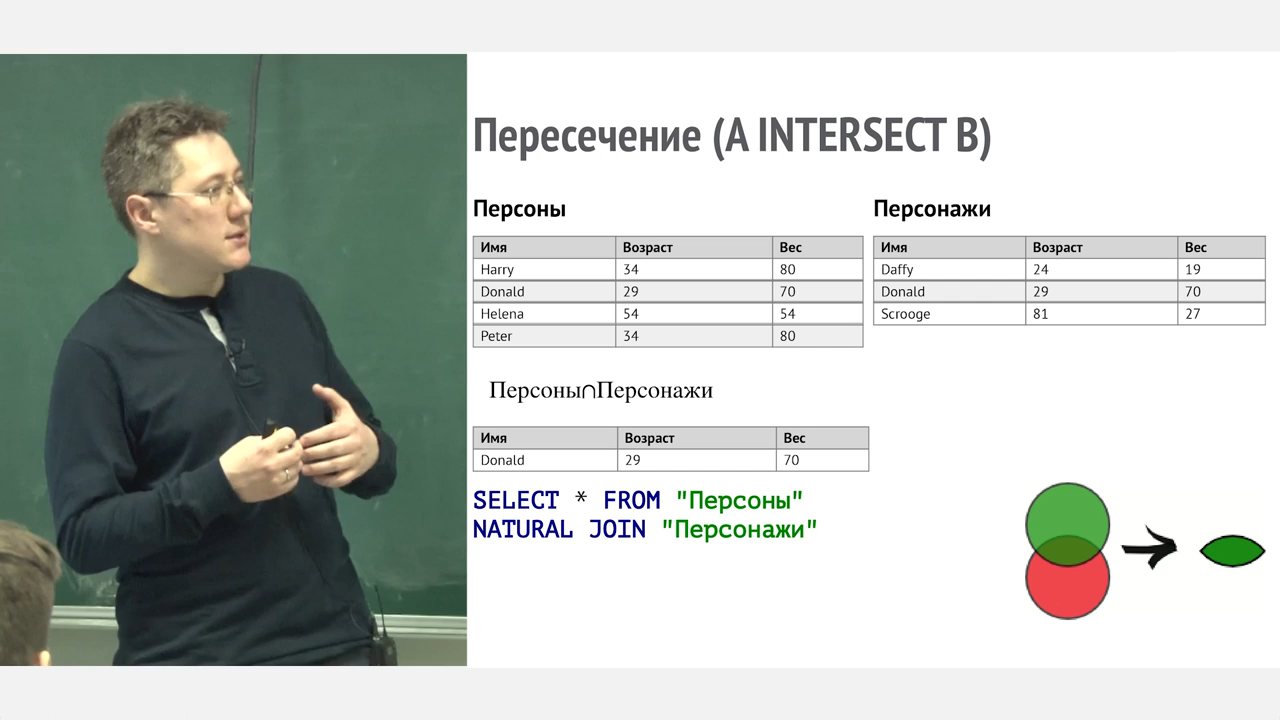 Пересечение (A INTERSECT B)
Персоны
Имя Возраст Вес
Harry 34 80
Donald 29 70
Helena 54 54
Peter 34 80
Персонажи
Имя Возраст Вес
Daffy 24 19
Donald 29 70
Scrooge 81 27
Персоны∩Персонажи
Имя Возраст Вес
Donald 29 70
SELECT * FROM "Персоны"
NATURAL JOIN "Персонажи"